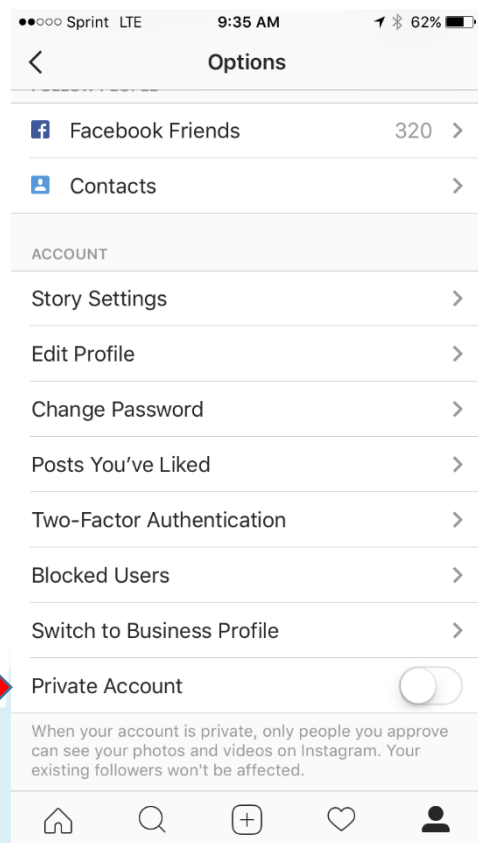 Sprint LTE 9:35 AM 62%
Options
FOLLOW PEOPLE
Facebook Friends 320
Contacts
ACCOUNT
Story Settings
Edit Profile
Change Password
Posts You've Liked
Two-Factor Authentication
Blocked Users
Switch to Business Profile
Private Account
When your account is private, only people you approve
can see your photos and videos on Instagram. Your
existing followers won't be affected.